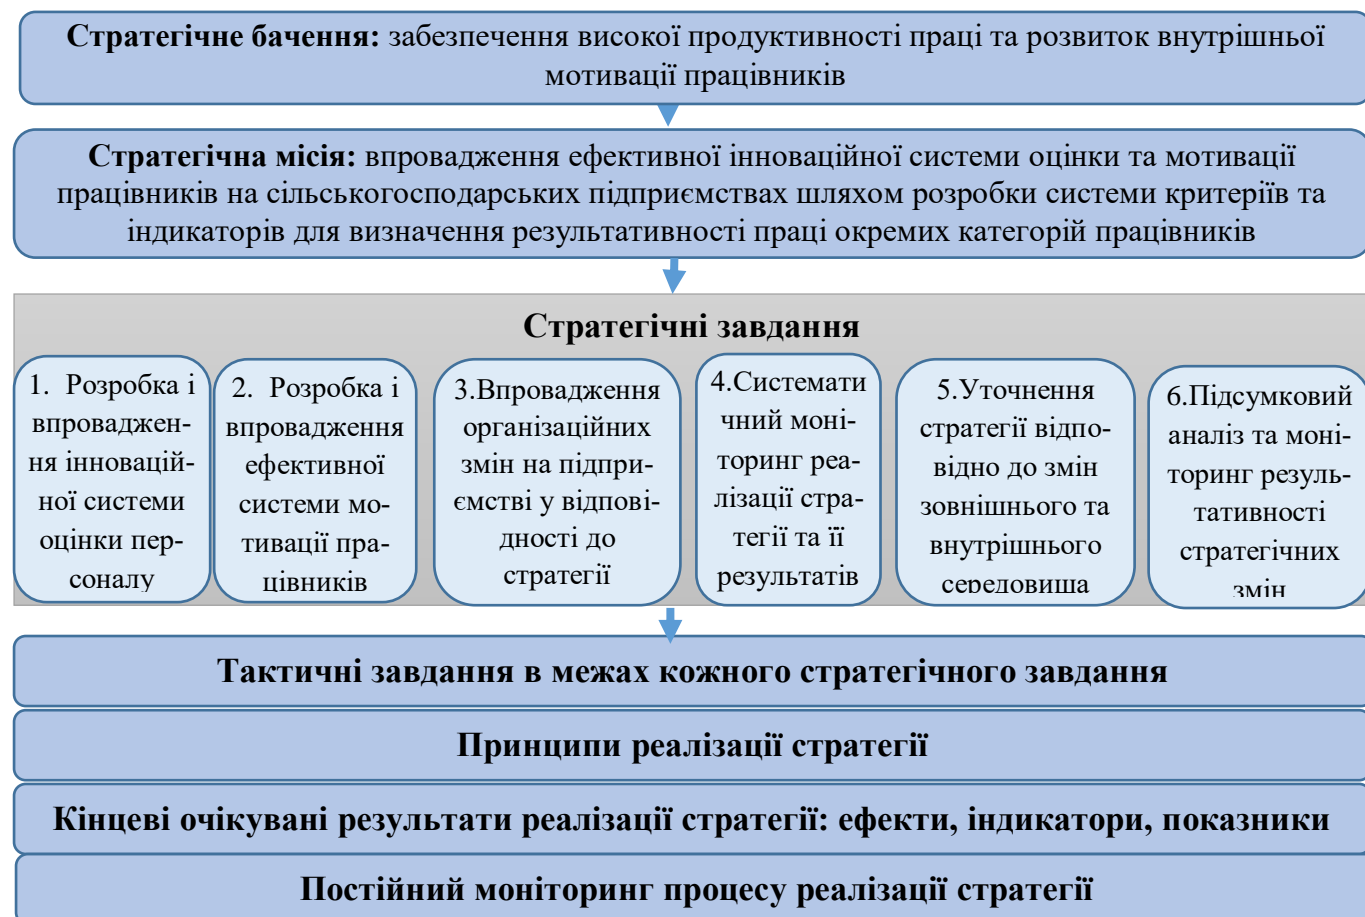 Стратегічне бачення: забезпечення високої продуктивності праці та розвиток внутрішньої
мотивації працівників
Стратегічна місія: впровадження ефективної інноваційної системи оцінки та мотивації
працівників на сільськогосподарських підприємствах шляхом розробки системи критеріїв та
індикаторів для визначення результативності праці окремих категорій працівників
Стратегічні завдання
1. Розробка і
впроваджен-
ня інновацій-
ної системи
оцінки пер-
соналу
2. Розробка і
впровадження
ефективної
системи мо-
тивації пра-
цівників
3.Впровадження
організаційних
змін на підпри-
ємстві у відпові-
дності до
стратегії
4.Системати
чний моні-
торинг реа-
лізації стра-
тегії та її
результатів
5.Уточнення
стратегії відпо-
відно до змін
зовнішнього та
внутрішнього
середовища
6.Підсумковий
аналіз та моні-
торинг резуль-
тативності
стратегічних
змін
Тактичні завдання в межах кожного стратегічного завдання
Принципи реалізації стратегії
Кінцеві очікувані результати реалізації стратегії: ефекти, індикатори, показники
Постійний моніторинг процесу реалізації стратегії